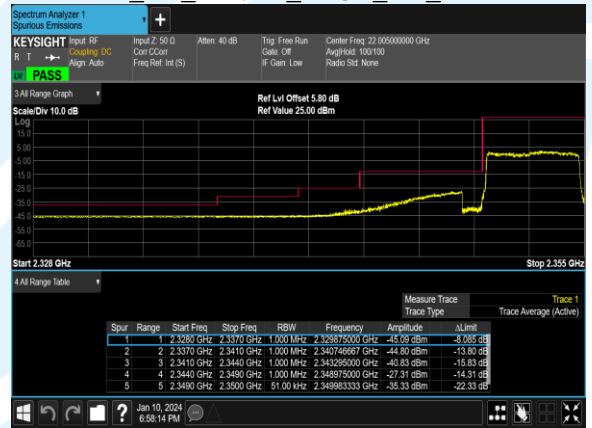 Spectrum Analyzer 1
Spurious Emissions
KEYSIGHT Input: RF Input Z: 50 Ω Atten: 40 dB Trig: Free Run Center Freq: 22.005000000 GHz
R T Coupling: DC Corr CCorr Gate: Off Avg|Hold: 100/100
Align: Auto Freq Ref: Int (S) IF Gain: Low Radio Std: None
PASS
3 All Range Graph
Ref Lvl Offset 5.80 dB
Scale/Div 10.0 dB Ref Value 25.00 dBm
Log
15.0
5.00
-5.00
-15.0
-25.0
-35.0
-45.0
-55.0
-65.0
Start 2.328 GHz Stop 2.355 GHz
4 All Range Table
Measure Trace Trace 1
Trace Type Trace Average (Active)
Spur Range Start Freq Stop Freq RBW Frequency Amplitude ΔLimit
1 1 2.3280 GHz 2.3370 GHz 1.000 MHz 2.329875000 GHz -45.09 dBm -8.085 dB
2 2 2.3370 GHz 2.3410 GHz 1.000 MHz 2.340746667 GHz -44.80 dBm -13.80 dB
3 3 2.3410 GHz 2.3440 GHz 1.000 MHz 2.343295000 GHz -40.83 dBm -15.83 dB
4 4 2.3440 GHz 2.3490 GHz 1.000 MHz 2.348975000 GHz -27.31 dBm -14.31 dB
5 5 2.3490 GHz 2.3500 GHz 51.00 kHz 2.349983333 GHz -35.33 dBm -22.33 dB
? Jan 10, 2024
6:58:14 PM